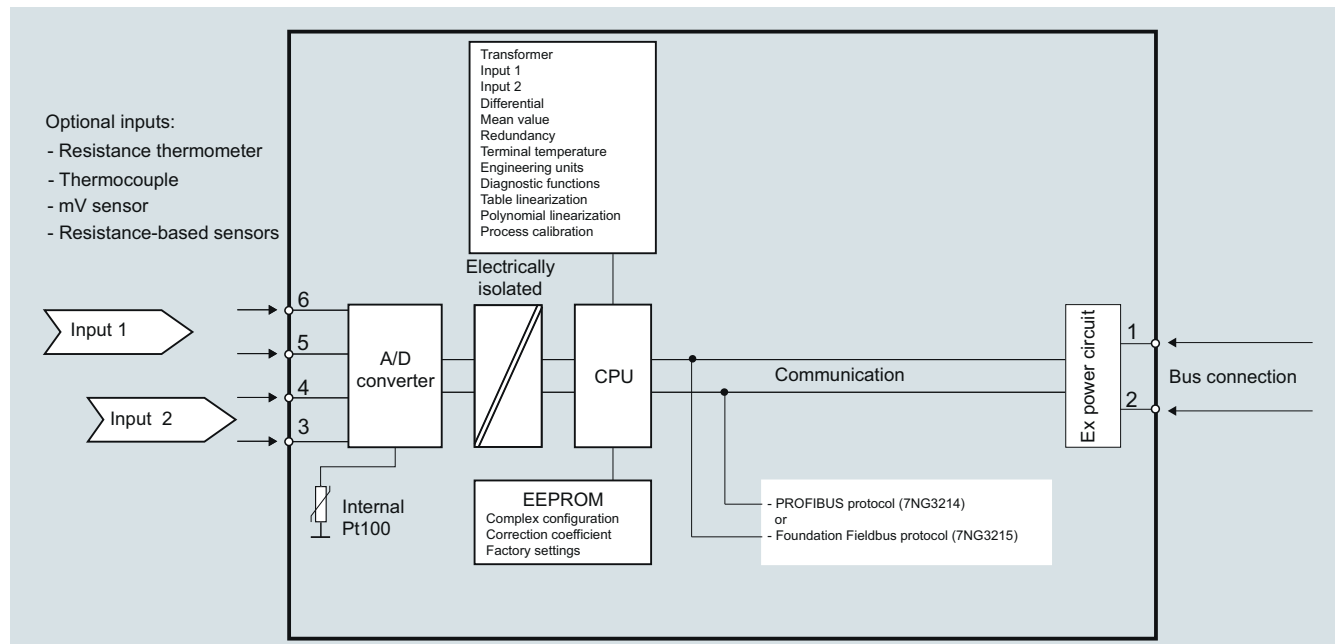 Transformer
Input 1
Input 2
Differential
Mean value
Redundancy
Terminal temperature
Engineering units
Diagnostic functions
Table linearization
Polynomial linearization
Process calibration
Optional inputs:
- Resistance thermometer
- Thermocouple
- mV sensor
- Resistance-based sensors
Electrically
isolated
Input 1
Input 2
6
5
4
3
A/D
converter
CPU
Communication
Ex power circuit
1
2
Bus connection
Internal
Pt100
EEPROM
Complex configuration
Correction coefficient
Factory settings
- PROFIBUS protocol (7NG3214)
or
- Foundation Fieldbus protocol (7NG3215)